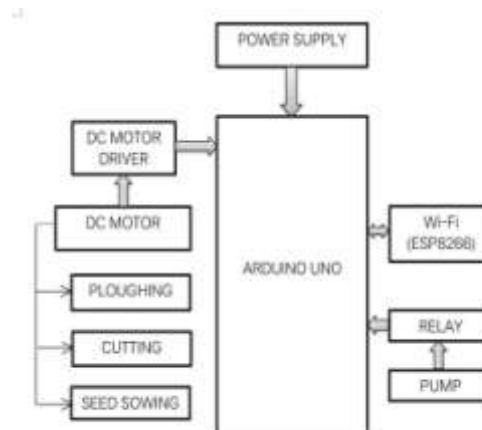 POWER SUPPLY
DC MOTOR
DRIVER
DC MOTOR
PLOUGHING
CUTTING
SEED SOWING
ARDUINO UNO
Wi-Fi
(ESP8266)
RELAY
PUMP